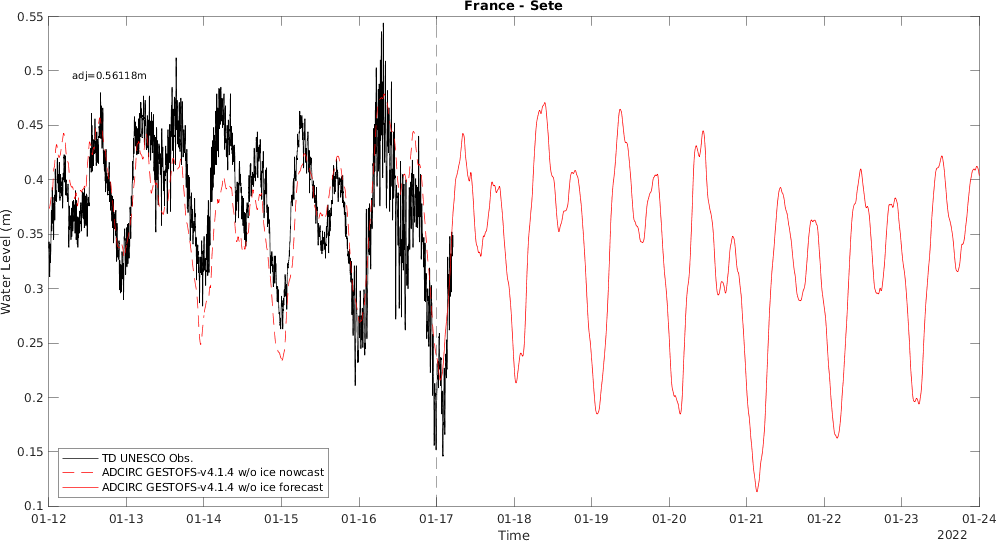 France - Sete
0.55
0.5
0.45
0.4
0.35
0.3
0.25
0.2
0.15
0.1
Water Level (m)
adj=0.56118m
TD UNESCO Obs.
ADCIRC GESTOFS-v4.1.4 w/o ice nowcast
ADCIRC GESTOFS-v4.1.4 w/o ice forecast
01-12 01-13 01-14 01-15 01-16 01-17 01-18 01-19 01-20 01-21 01-22 01-23 01-24
Time
2022